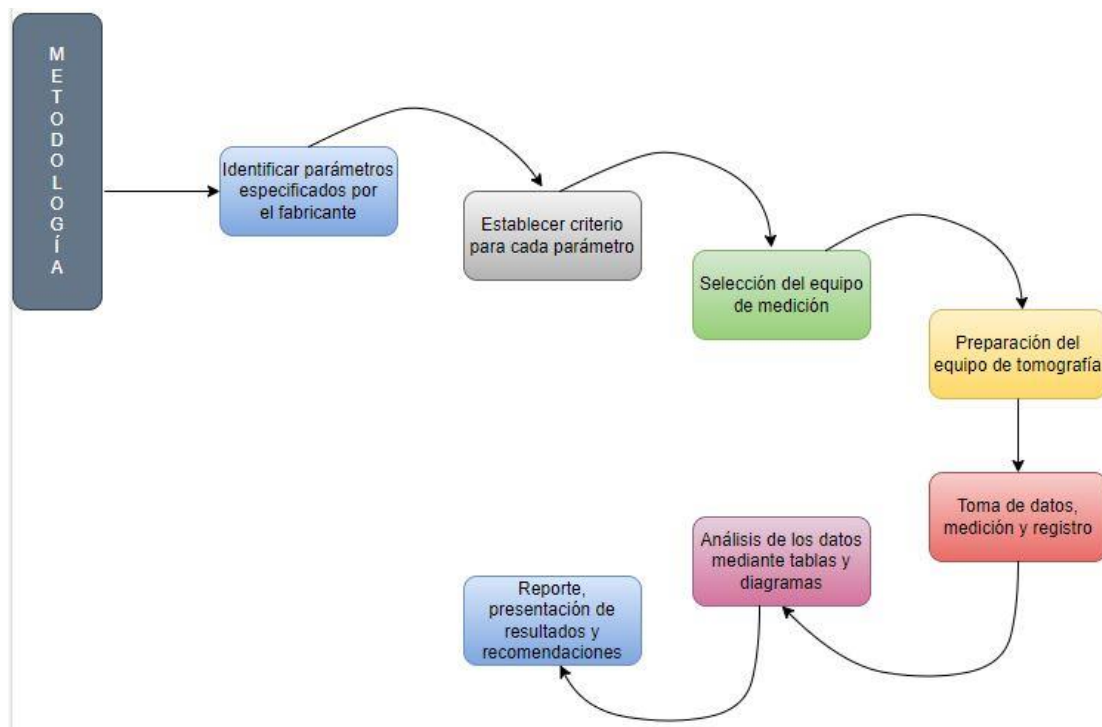 METODOLOGÍA
Identificar parámetros
especificados por
el fabricante
Establecer criterio
para cada parámetro
Selección del equipo
de medición
Preparación del
equipo de tomografía
Toma de datos,
medición y registro
Análisis de los datos
mediante tablas y
diagramas
Reporte,
presentación de
resultados y
recomendaciones